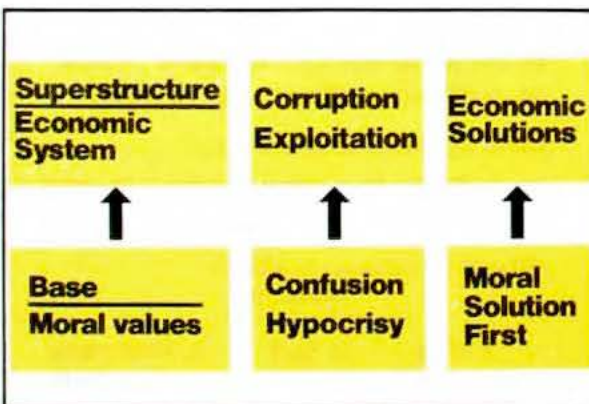 Superstructure
Economic
System
Corruption
Exploitation
Economic
Solutions
Base
Moral values
Confusion
Hypocrisy
Moral
Solution
First